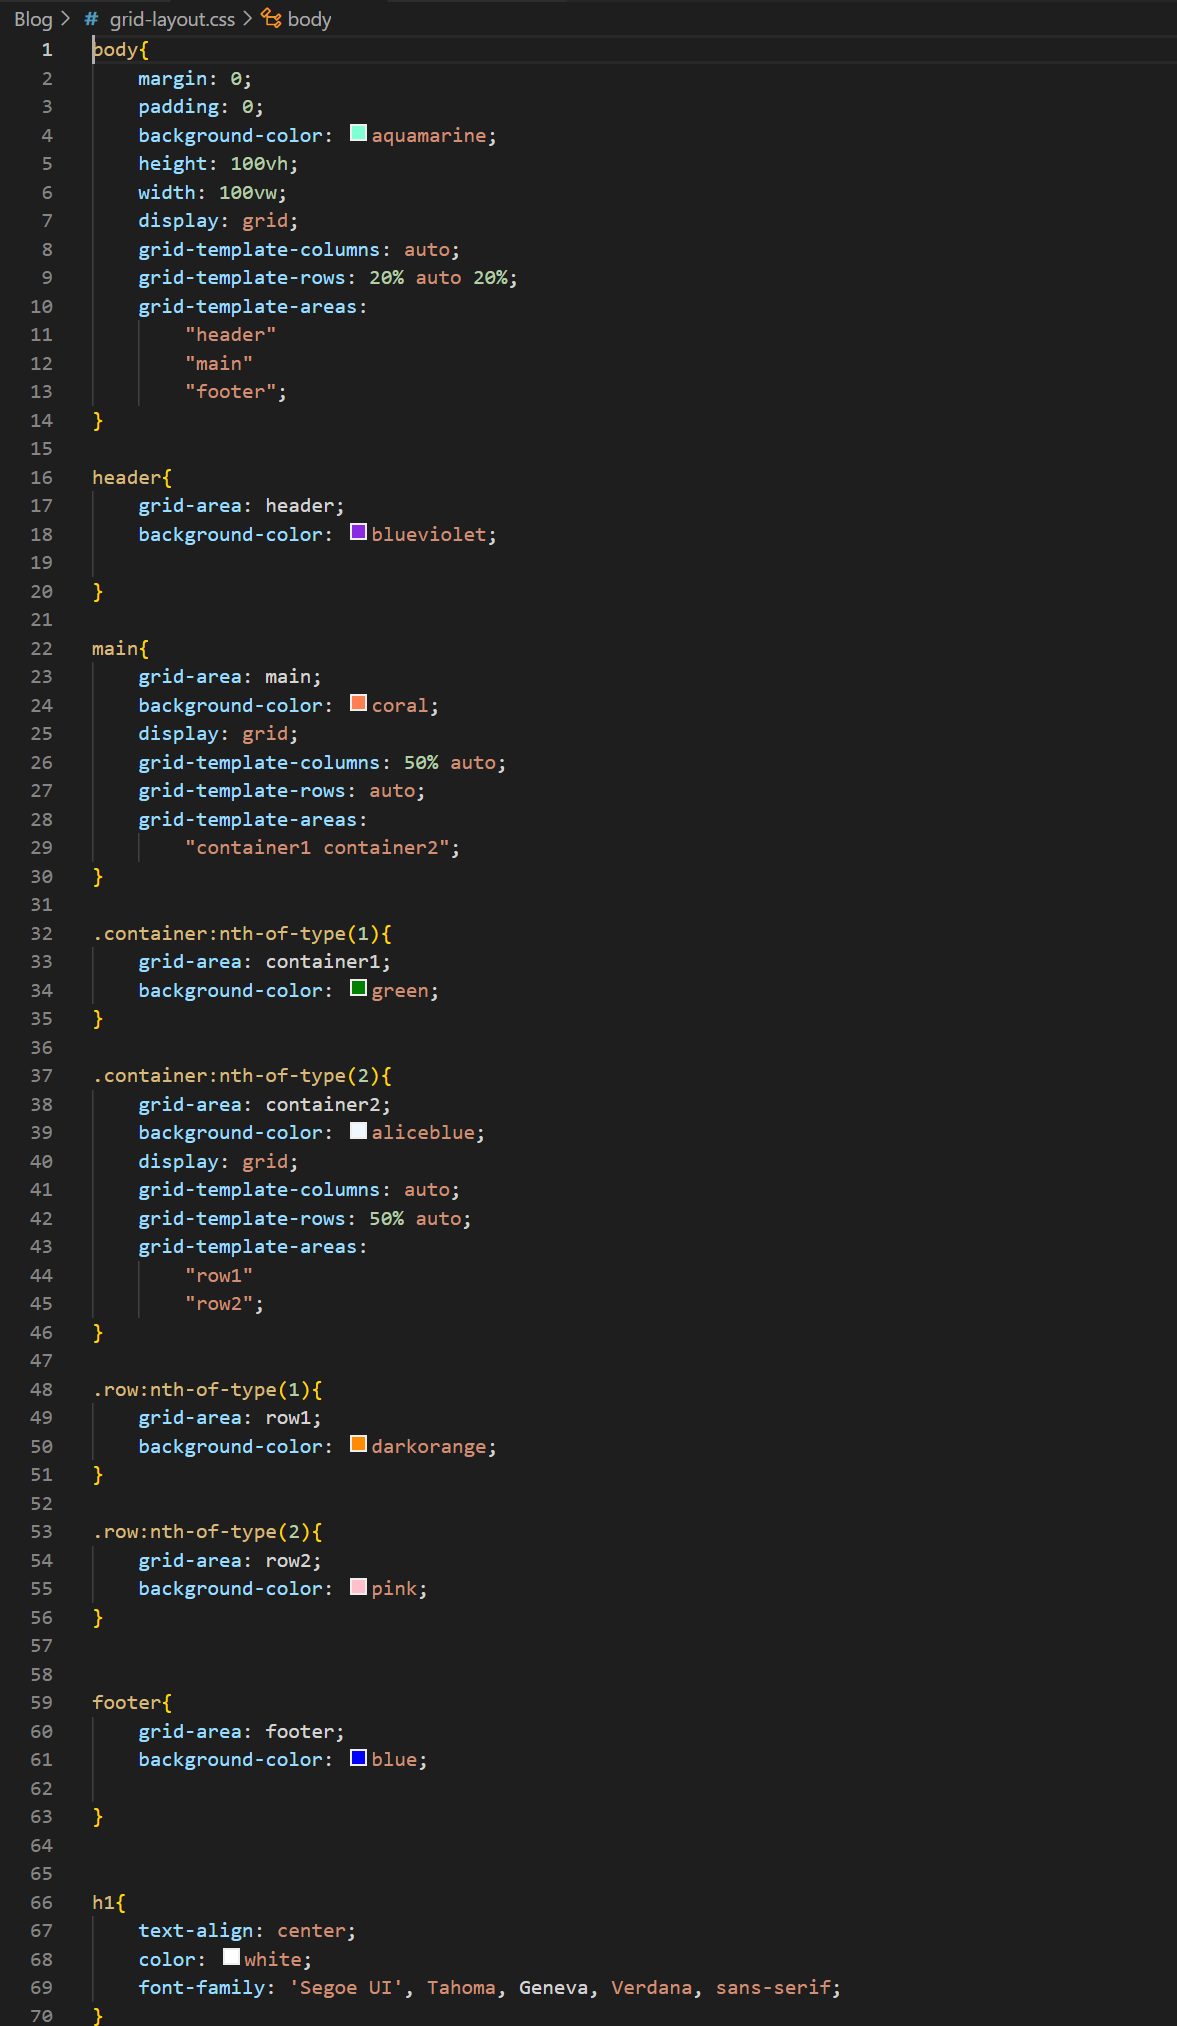 Blog > # grid-layout.css > body
1 body{
2 margin: 0;
3 padding: 0;
4 background-color: aquamarine;
5 height: 100vh;
6 width: 100vw;
7 display: grid;
8 grid-template-columns: auto;
9 grid-template-rows: 20% auto 20%;
10 grid-template-areas:
11 "header"
12 "main"
13 "footer";
14 }
15
16 header{
17 grid-area: header;
18 background-color: blueviolet;
19
20 }
21
22 main{
23 grid-area: main;
24 background-color: coral;
25 display: grid;
26 grid-template-columns: 50% auto;
27 grid-template-rows: auto;
28 grid-template-areas:
29 "container1 container2";
30 }
31
32 .container:nth-of-type(1){
33 grid-area: container1;
34 background-color: green;
35 }
36
37 .container:nth-of-type(2){
38 grid-area: container2;
39 background-color: aliceblue;
40 display: grid;
41 grid-template-columns: auto;
42 grid-template-rows: 50% auto;
43 grid-template-areas:
44 "row1"
45 "row2";
46 }
47
48 .row:nth-of-type(1){
49 grid-area: row1;
50 background-color: darkorange;
51 }
52
53 .row:nth-of-type(2){
54 grid-area: row2;
55 background-color: pink;
56 }
57
58
59 footer{
60 grid-area: footer;
61 background-color: blue;
62
63 }
64
65
66 h1{
67 text-align: center;
68 color: white;
69 font-family: 'Segoe UI', Tahoma, Geneva, Verdana, sans-serif;
70 }